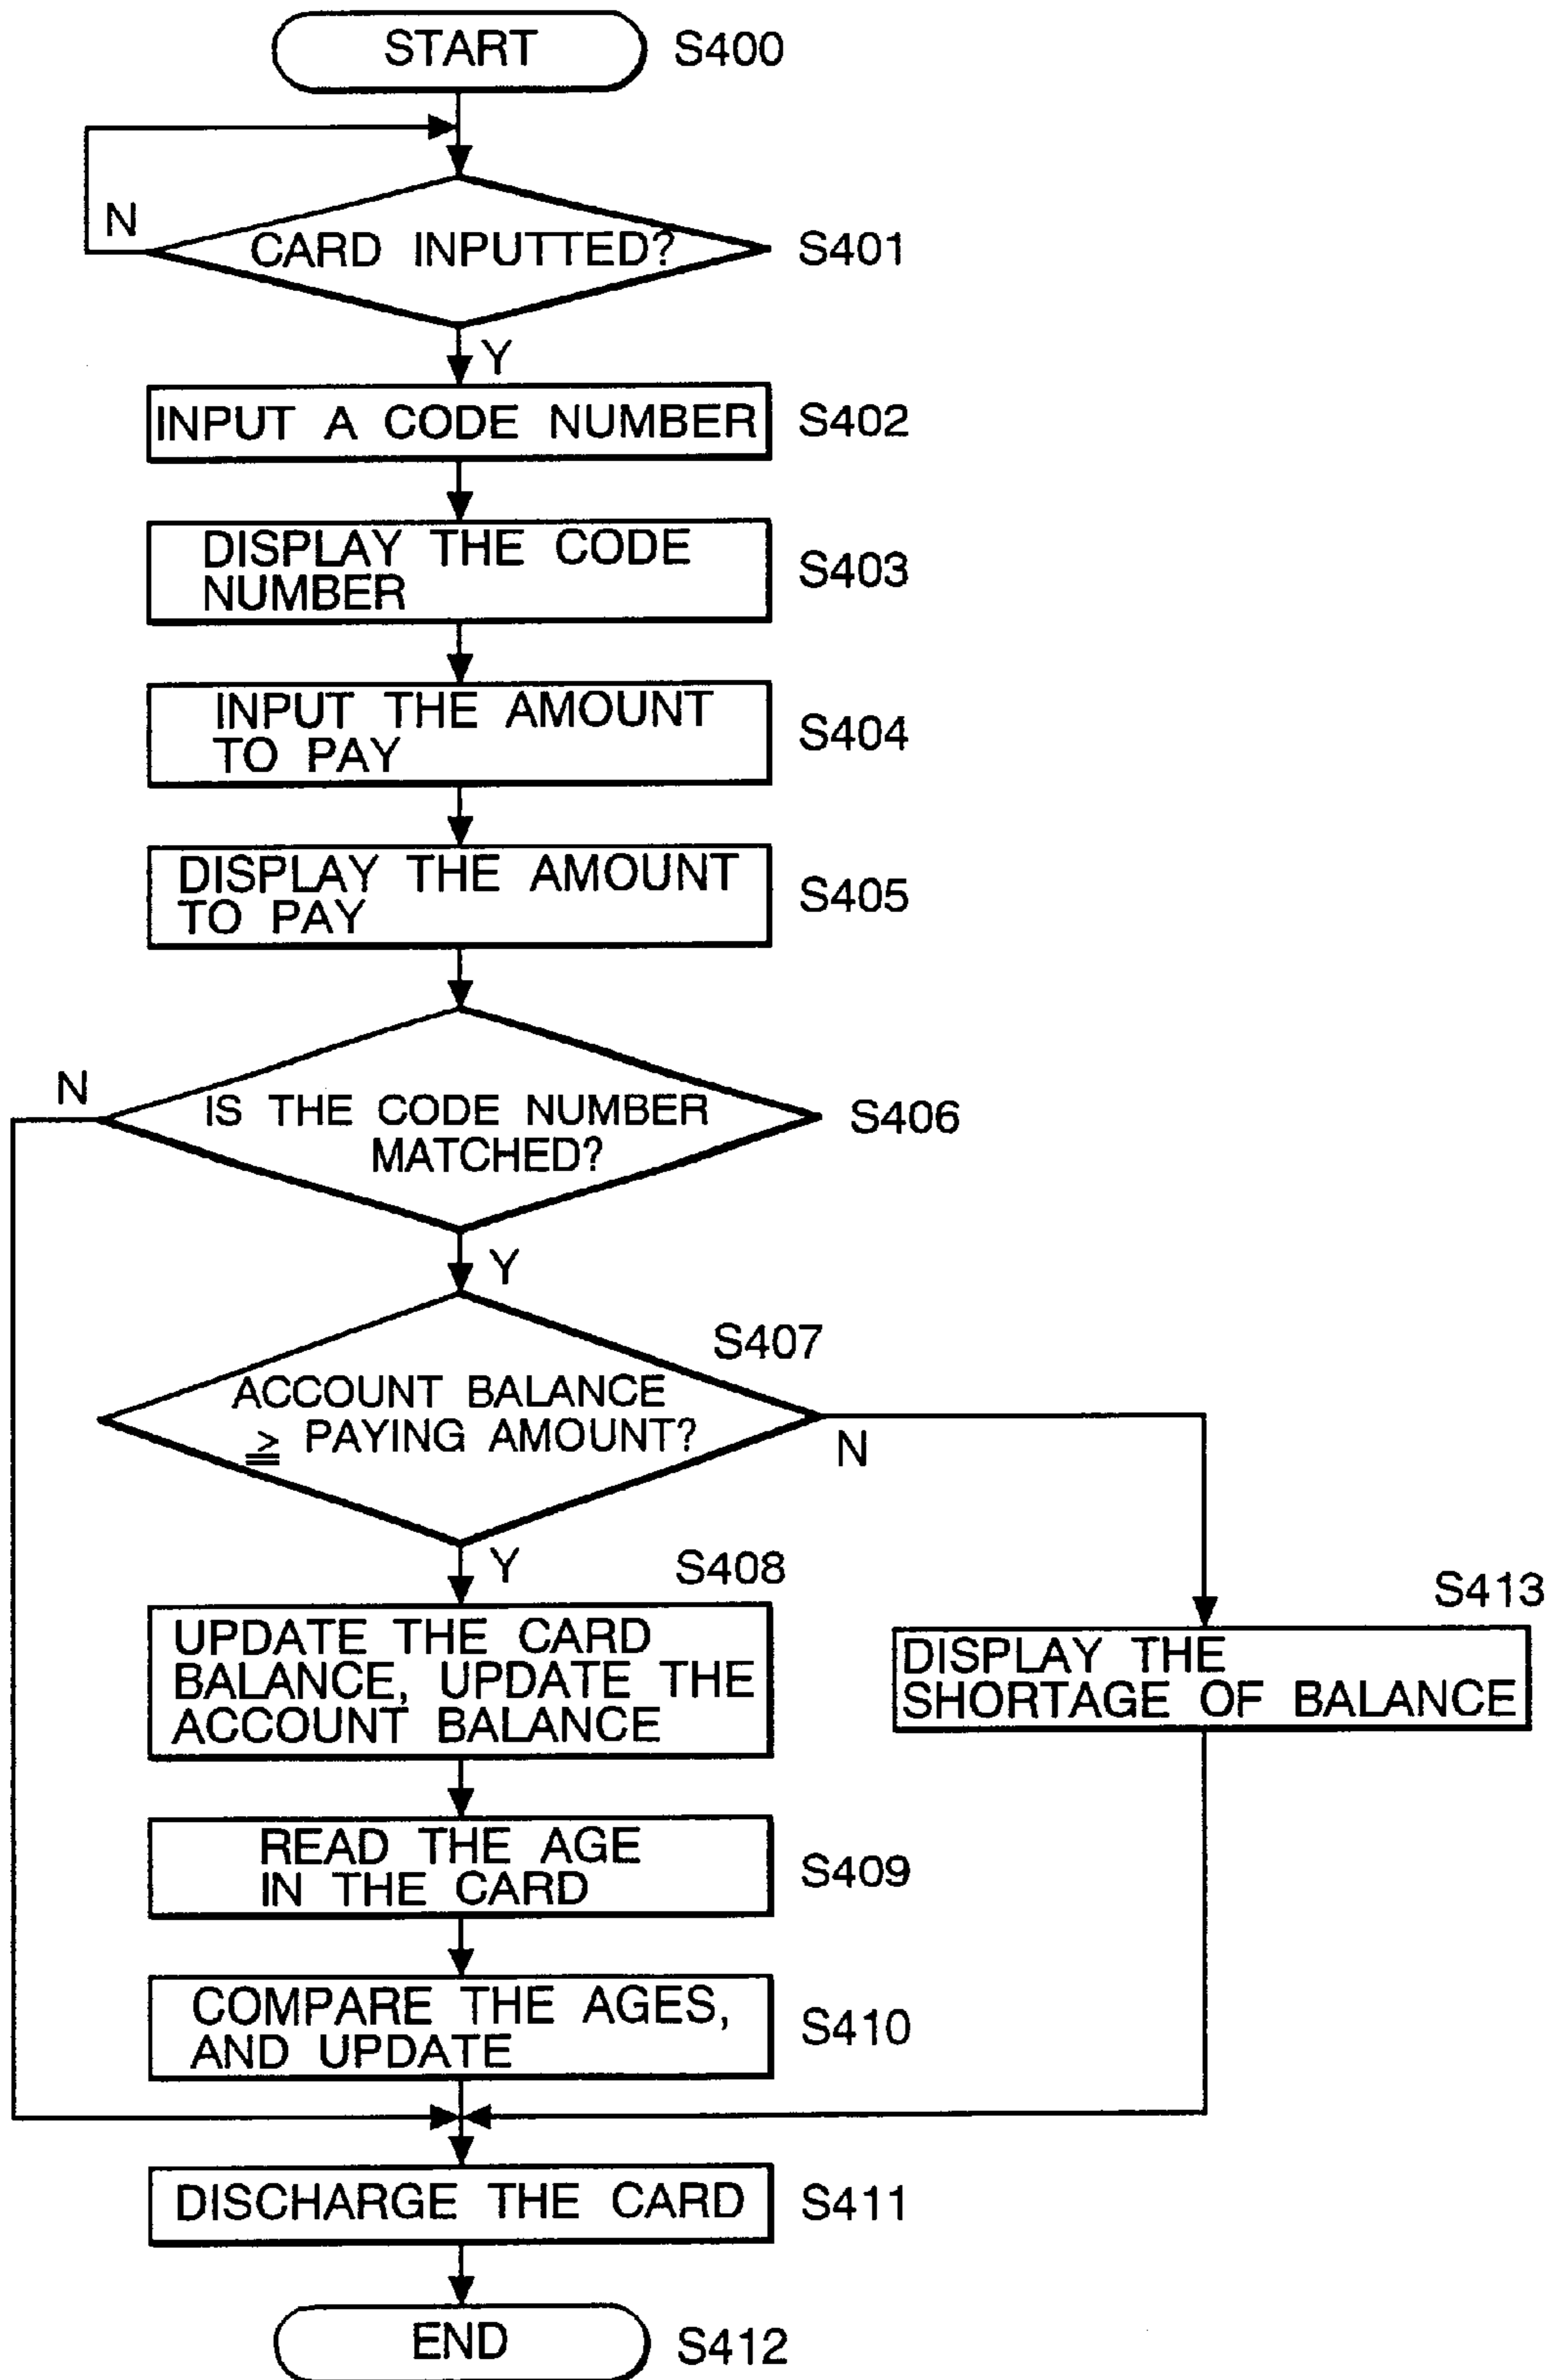 START S400
N
CARD INPUTTED? S401
Y
INPUT A CODE NUMBER S402
DISPLAY THE CODE
NUMBER
S403
INPUT THE AMOUNT
TO PAY
S404
DISPLAY THE AMOUNT
TO PAY
S405
N
IS THE CODE NUMBER
MATCHED?
S406
Y
S407
ACCOUNT BALANCE
≧ PAYING AMOUNT?
N
Y
S408
UPDATE THE CARD
BALANCE, UPDATE THE
ACCOUNT BALANCE
S413
DISPLAY THE
SHORTAGE OF BALANCE
READ THE AGE
IN THE CARD
S409
COMPARE THE AGES,
AND UPDATE
S410
DISCHARGE THE CARD S411
END S412